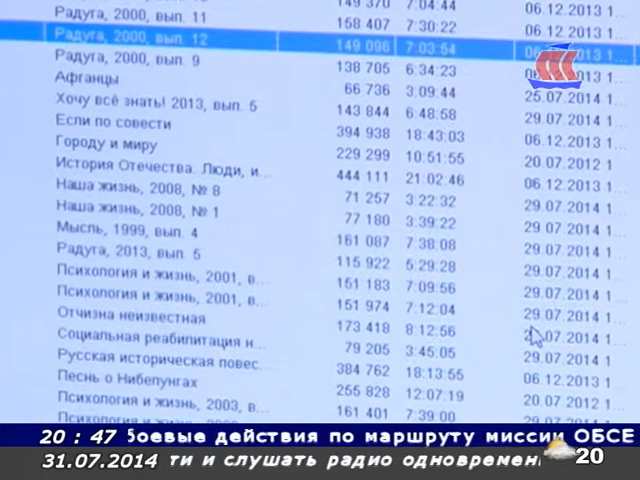 149 370 7:04:44 06.12.2013 1...
Радуга, 2000, вып. 11 158 407 7:30:22
Радуга, 2000, вып. 12 149 096 7:03:54
Радуга, 2000, вып. 9 138 705 6:34:23
Афганцы 66 736 3:09:44 25.07.2014 1...
Хочу всё знать! 2013, вып. 5 143 844 6:48:58 29.07.2014 1...
Если по совести 394 938 18:43:03 06.12.2013 1...
Городу и миру 229 299 10:51:55 20.07.2012 1
История Отечества. Люди, и... 444 111 21:02:46 06.12.2013 1...
Наша жизнь, 2008, № 8 71 257 3:22:32 29.07.2014 1...
Наша жизнь, 2008, № 1 77 180 3:39:22 29.07.2014 1...
Мысль, 1999, вып. 4 161 087 7:38:08 29.07.2014 1...
Радуга, 2013, вып. 5 115 922 5:29:28 29.07.2014 1...
Психология и жизнь, 2001, в... 151 183 7:09:56 29.07.2014 1...
Психология и жизнь, 2001, в... 151 974 7:12:04 29.07.2014 1...
Отчизна неизвестная 173 418 8:12:56 .07.2014 1...
Социальная реабилитация н... 79 205 3:45:05 29.07.2014 1
Русская историческая повес... 384 762 18:13:55 06.12.2013 1
Песнь о Нибелунгах 255 828 12:07:19 20.07.2012 1...
Психология и жизнь, 2003, в... 161 401 7:39:00 29.07.2014 1
Психология и жизнь,
20 : 47 Боевые действия по маршруту миссии ОБСЕ
31.07.2014 ти и слушать радио одновремен 20